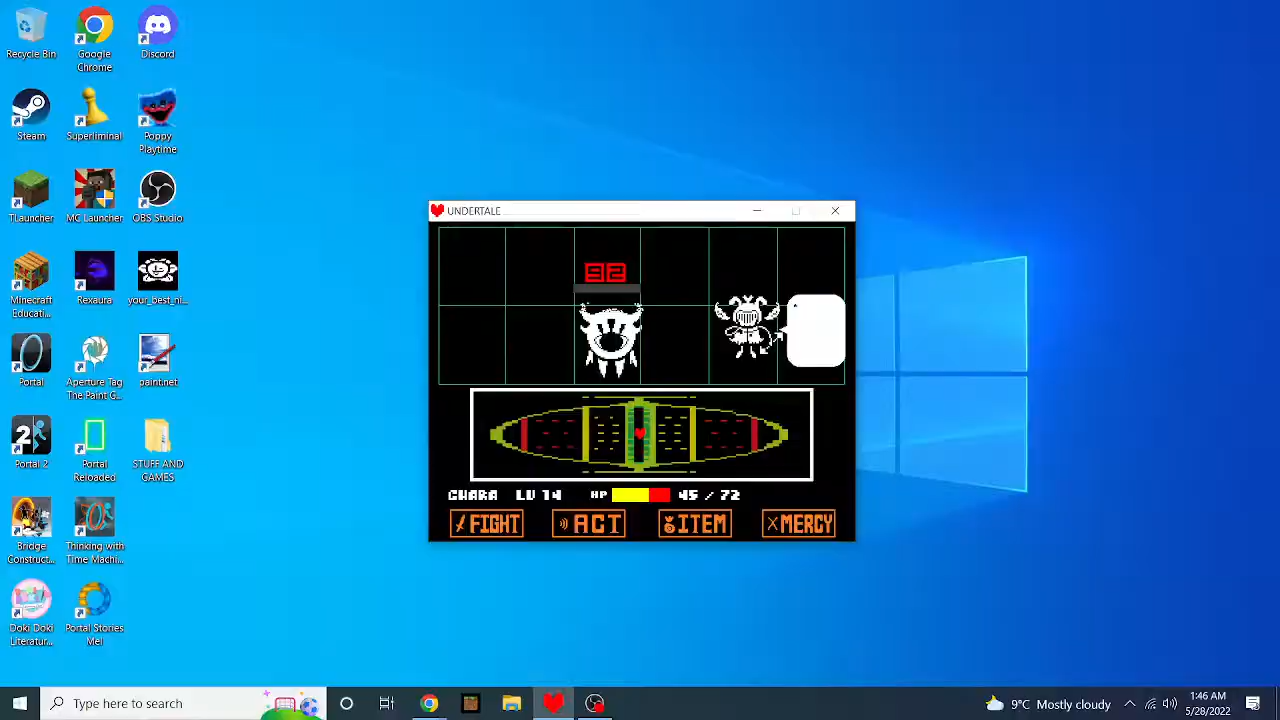 Recycle Bin
Google Chrome
Discord
Steam
Superliminal
Poppy Playtime
TLauncher
MC Launcher
OBS Studio
Minecraft Educati...
Rexaura
your_best_ni...
Portal
Aperture Tag The Paint G...
paint.net
Portal 2
Portal Reloaded
STUFF AND GAMES
Bridge Construct...
Thinking with Time Machi...
Doki Doki Literatur...
Portal Stories Mel
UNDERTALE
92
CHARA LV 14 HP 45 / 72
FIGHT ACT ITEM MERCY
Type here to search
9°C Mostly cloudy
1:46 AM
5/28/2022